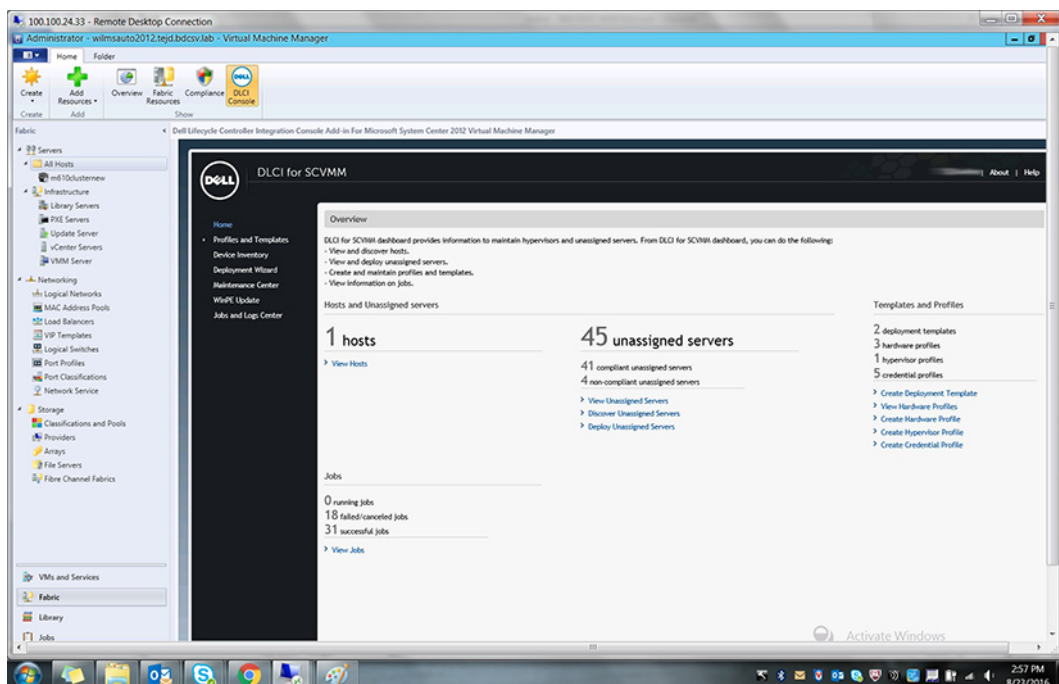 100.100.24.33 - Remote Desktop Connection
Administrator - wilmsauto2012.tejd.bdcsv.lab - Virtual Machine Manager
Home Folder
Create
Add Resources
Overview
Fabric Resources
Compliance
DLCI Console
Create Add Show
Fabric
Servers
All Hosts
m610clusternew
Infrastructure
Library Servers
PXE Servers
Update Server
vCenter Servers
VMM Server
Networking
Logical Networks
MAC Address Pools
Load Balancers
VIP Templates
Logical Switches
Port Profiles
Port Classifications
Network Service
Storage
Classifications and Pools
Providers
Arrays
File Servers
Fibre Channel Fabrics
VMs and Services
Fabric
Library
Jobs
Dell Lifecycle Controller Integration Console Add-in For Microsoft System Center 2012 Virtual Machine Manager
DELL
DLCI for SCVMM
About | Help
Home
Profiles and Templates
Device Inventory
Deployment Wizard
Maintenance Center
WinPE Update
Jobs and Logs Center
Overview
DLCI for SCVMM dashboard provides information to maintain hypervisors and unassigned servers. From DLCI for SCVMM dashboard, you can do the following:
- View and discover hosts.
- View and deploy unassigned servers.
- Create and maintain profiles and templates.
- View information on jobs.
Hosts and Unassigned servers
1 hosts
View Hosts
45 unassigned servers
41 compliant unassigned servers
4 non-compliant unassigned servers
View Unassigned Servers
Discover Unassigned Servers
Deploy Unassigned Servers
Templates and Profiles
2 deployment templates
3 hardware profiles
1 hypervisor profiles
5 credential profiles
Create Deployment Template
View Hardware Profiles
Create Hardware Profile
Create Hypervisor Profile
Create Credential Profile
Jobs
0 running jobs
18 failed/canceled jobs
31 successful jobs
View Jobs
Activate Windows
2:57 PM
8/23/2016